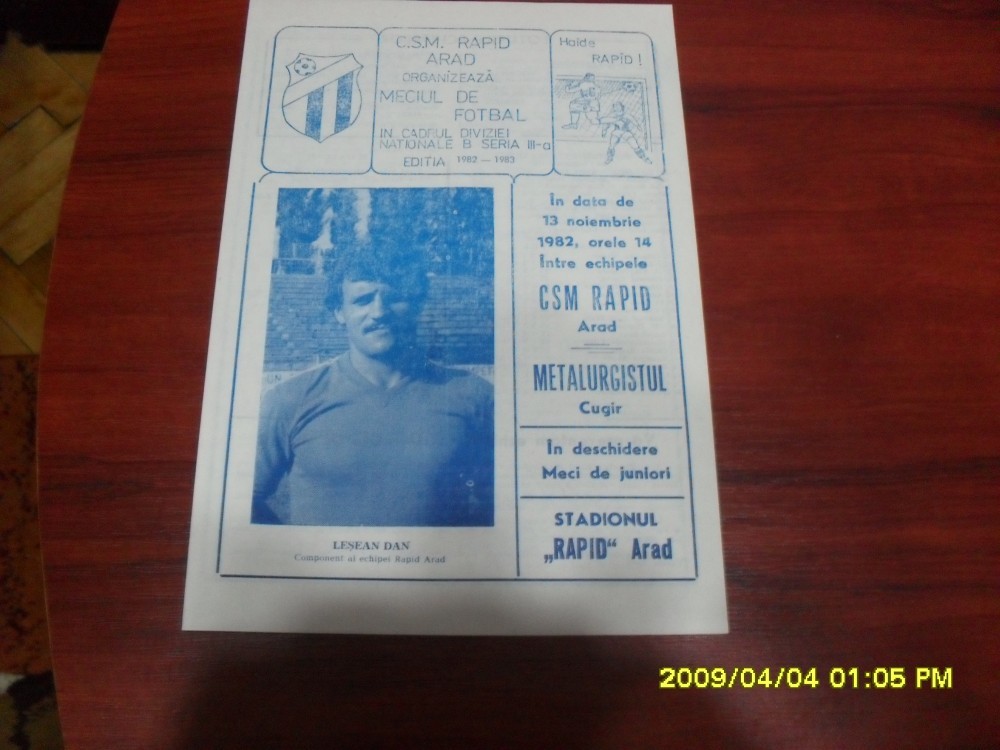 C.S.M. RAPID
ARAD
ORGANIZEAZĂ
MECIUL DE
FOTBAL
IN CADRUL DIVIZIEI
NATIONALE B SERIA III-a
EDITIA 1982 — 1983
Haide
RAPID !
În data de
13 noiembrie
1982, orele 14
Între echipele
CSM RAPID
Arad
METALURGISTUL
Cugir
În deschidere
Meci de juniori
STADIONUL
„RAPID“ Arad
LEȘEAN DAN
Component al echipei Rapid Arad
2009/04/04 01:05 PM